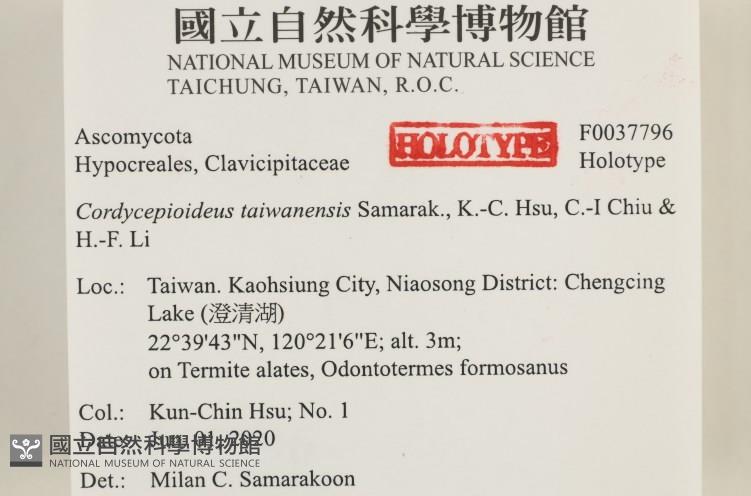 國立自然科學博物館
NATIONAL MUSEUM OF NATURAL SCIENCE
TAICHUNG, TAIWAN, R.O.C.
Ascomycota
HOLOTYPE
F0037796
Hypocreales, Clavicipitaceae
Holotype
Cordycepioideus taiwanensis Samarak., K.-C. Hsu, C.-I Chiu &
H.-F. Li
Loc.: Taiwan. Kaohsiung City, Niaosong District: Chengcing
Lake (澄清湖)
22°39'43"N, 120°21'6"E; alt. 3m;
on Termite alates, Odontotermes formosanus
Col.: Kun-Chin Hsu; No. 1
Date: Jun. 01, 2020
國立自然科學博物館
NATIONAL MUSEUM OF NATURAL SCIENCE
Det.: Milan C. Samarakoon